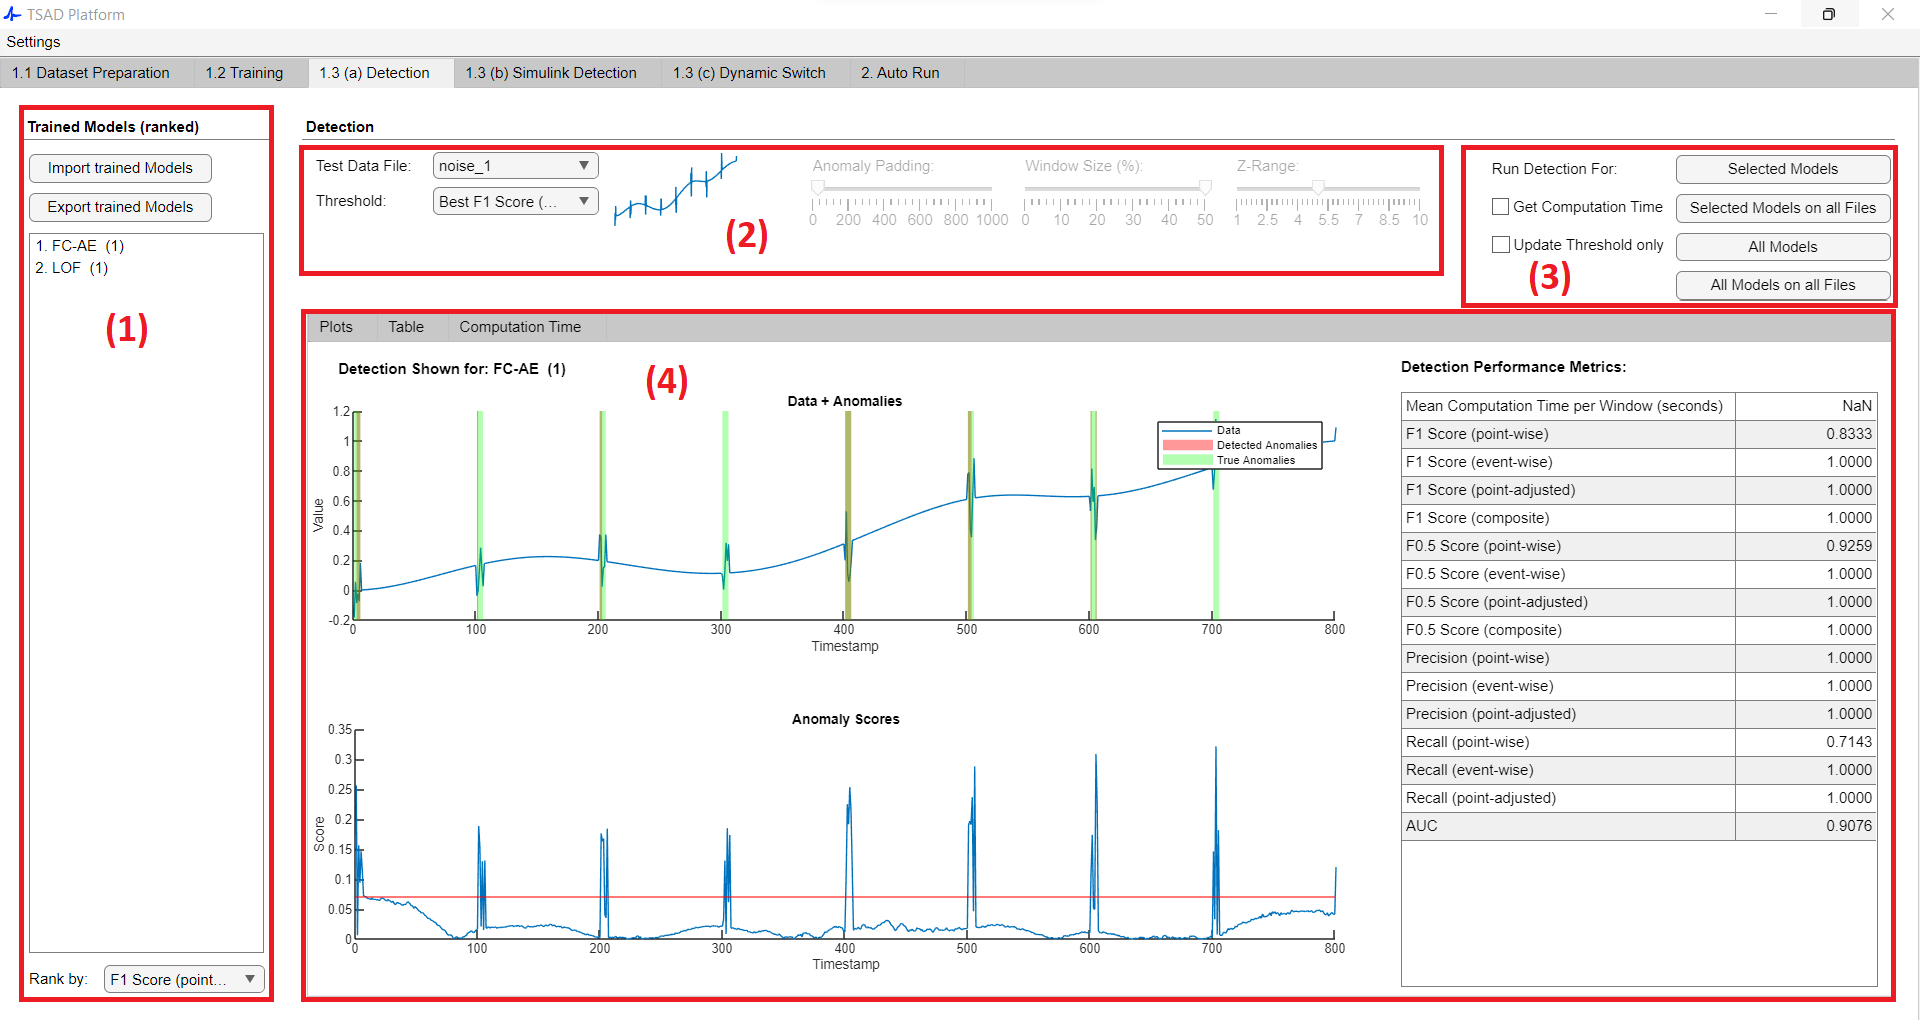 TSAD Platform
Settings
1.1 Dataset Preparation 1.2 Training 1.3 (a) Detection 1.3 (b) Simulink Detection 1.3 (c) Dynamic Switch 2. Auto Run
Trained Models (ranked)
Import trained Models
Export trained Models
1. FC-AE (1)
2. LOF (1)
(1)
Rank by: F1 Score (point...
Detection
Test Data File: noise_1
Threshold: Best F1 Score (...
Anomaly Padding:
0 200 400 600 800 1000
Window Size (%):
0 10 20 30 40 50
Z-Range:
1 2.5 4 5.5 7 8.5 10
(2)
Run Detection For:
Get Computation Time
Update Threshold only
Selected Models
Selected Models on all Files
All Models
All Models on all Files
(3)
Plots Table Computation Time
Detection Shown for: FC-AE (1)
(4)
Data + Anomalies
Data
Detected Anomalies
True Anomalies
Value
1.2
1
0.8
0.6
0.4
0.2
0
-0.2
0 100 200 300 400 500 600 700 800
Timestamp
Anomaly Scores
Score
0.35
0.3
0.25
0.2
0.15
0.1
0.05
0
0 100 200 300 400 500 600 700 800
Timestamp
Detection Performance Metrics:
Mean Computation Time per Window (seconds) NaN
F1 Score (point-wise) 0.8333
F1 Score (event-wise) 1.0000
F1 Score (point-adjusted) 1.0000
F1 Score (composite) 1.0000
F0.5 Score (point-wise) 0.9259
F0.5 Score (event-wise) 1.0000
F0.5 Score (point-adjusted) 1.0000
F0.5 Score (composite) 1.0000
Precision (point-wise) 1.0000
Precision (event-wise) 1.0000
Precision (point-adjusted) 1.0000
Recall (point-wise) 0.7143
Recall (event-wise) 1.0000
Recall (point-adjusted) 1.0000
AUC 0.9076